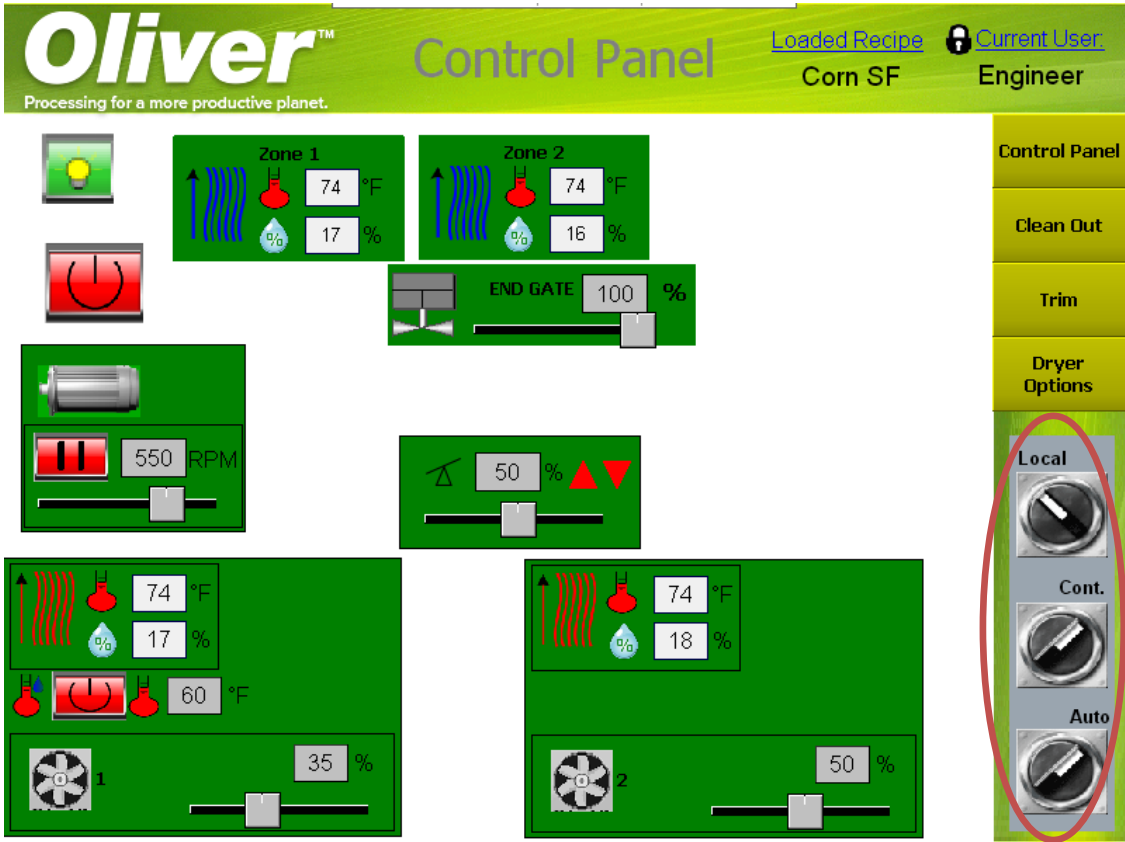 Oliver™
Processing for a more productive planet.
Control Panel
Loaded Recipe
Corn SF
Current User:
Engineer
Control Panel
Clean Out
Trim
Dryer
Options
Zone 1
74 °F
% 17 %
Zone 2
74 °F
% 16 %
END GATE 100 %
550 RPM
50 %
Local
Cont.
Auto
74 °F
% 17 %
60 °F
1 35 %
74 °F
% 18 %
2 50 %